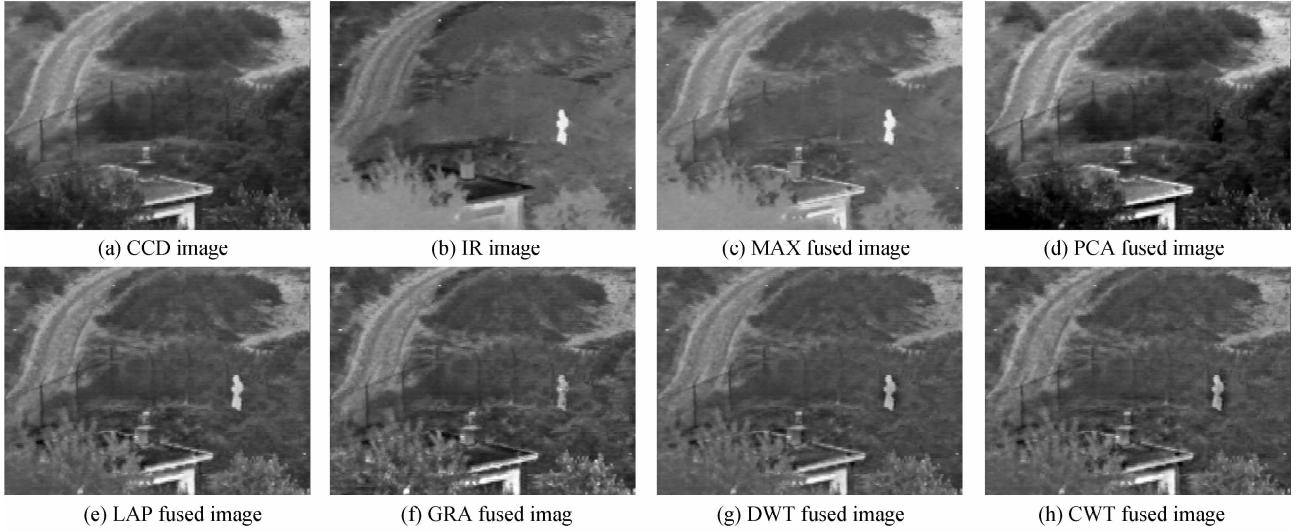 (a) CCD image
(b) IR image
(c) MAX fused image
(d) PCA fused image
(e) LAP fused image
(f) GRA fused imag
(g) DWT fused image
(h) CWT fused image